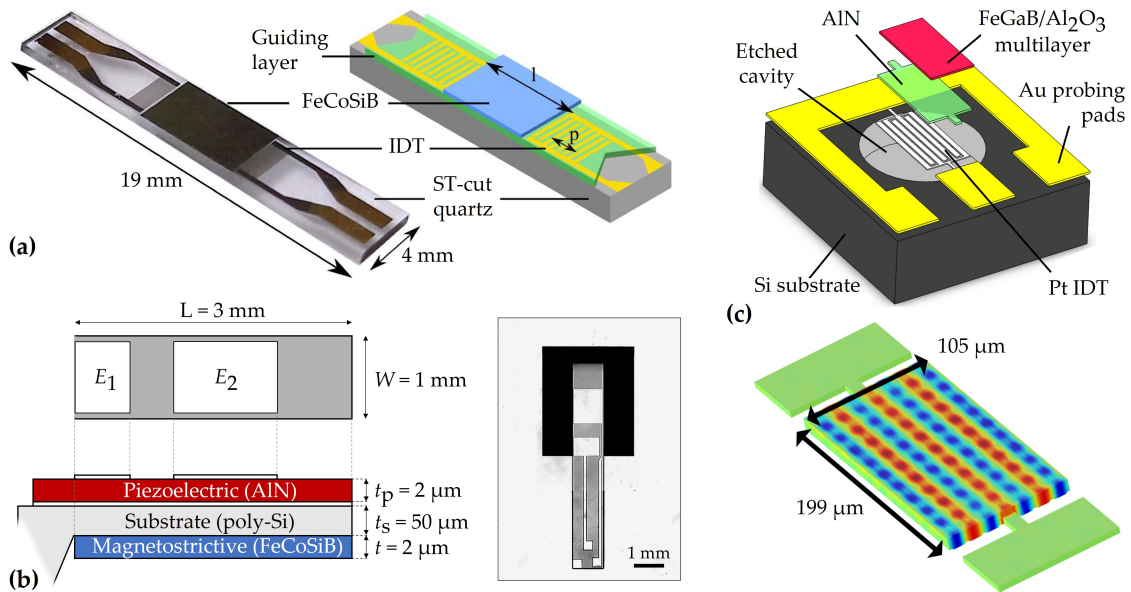 Guiding
layer
FeCoSiB
IDT
ST-cut
quartz
l
p
19 mm
4 mm
(a)
AlN
FeGaB/Al₂O₃
multilayer
Etched
cavity
Au probing
pads
Si substrate
Pt IDT
(c)
105 µm
199 µm
L = 3 mm
E₁
E₂
W = 1 mm
Piezoelectric (AlN)
tₚ = 2 µm
Substrate (poly-Si)
tₛ = 50 µm
Magnetostrictive (FeCoSiB)
t = 2 µm
(b)
1 mm